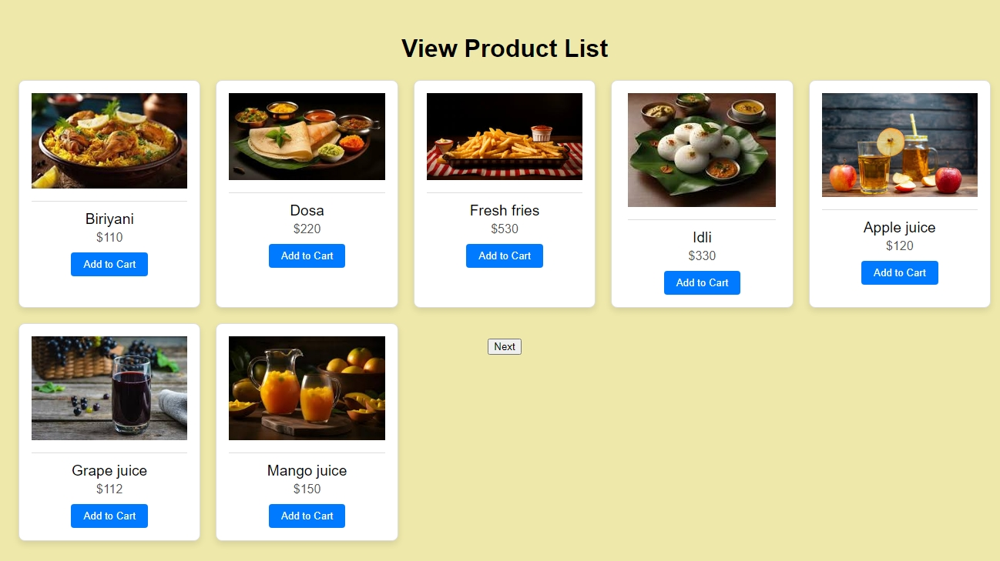 View Product List
Biriyani
$110
Add to Cart
Dosa
$220
Add to Cart
Fresh fries
$530
Add to Cart
Idli
$330
Add to Cart
Apple juice
$120
Add to Cart
Grape juice
$112
Add to Cart
Mango juice
$150
Add to Cart
Next